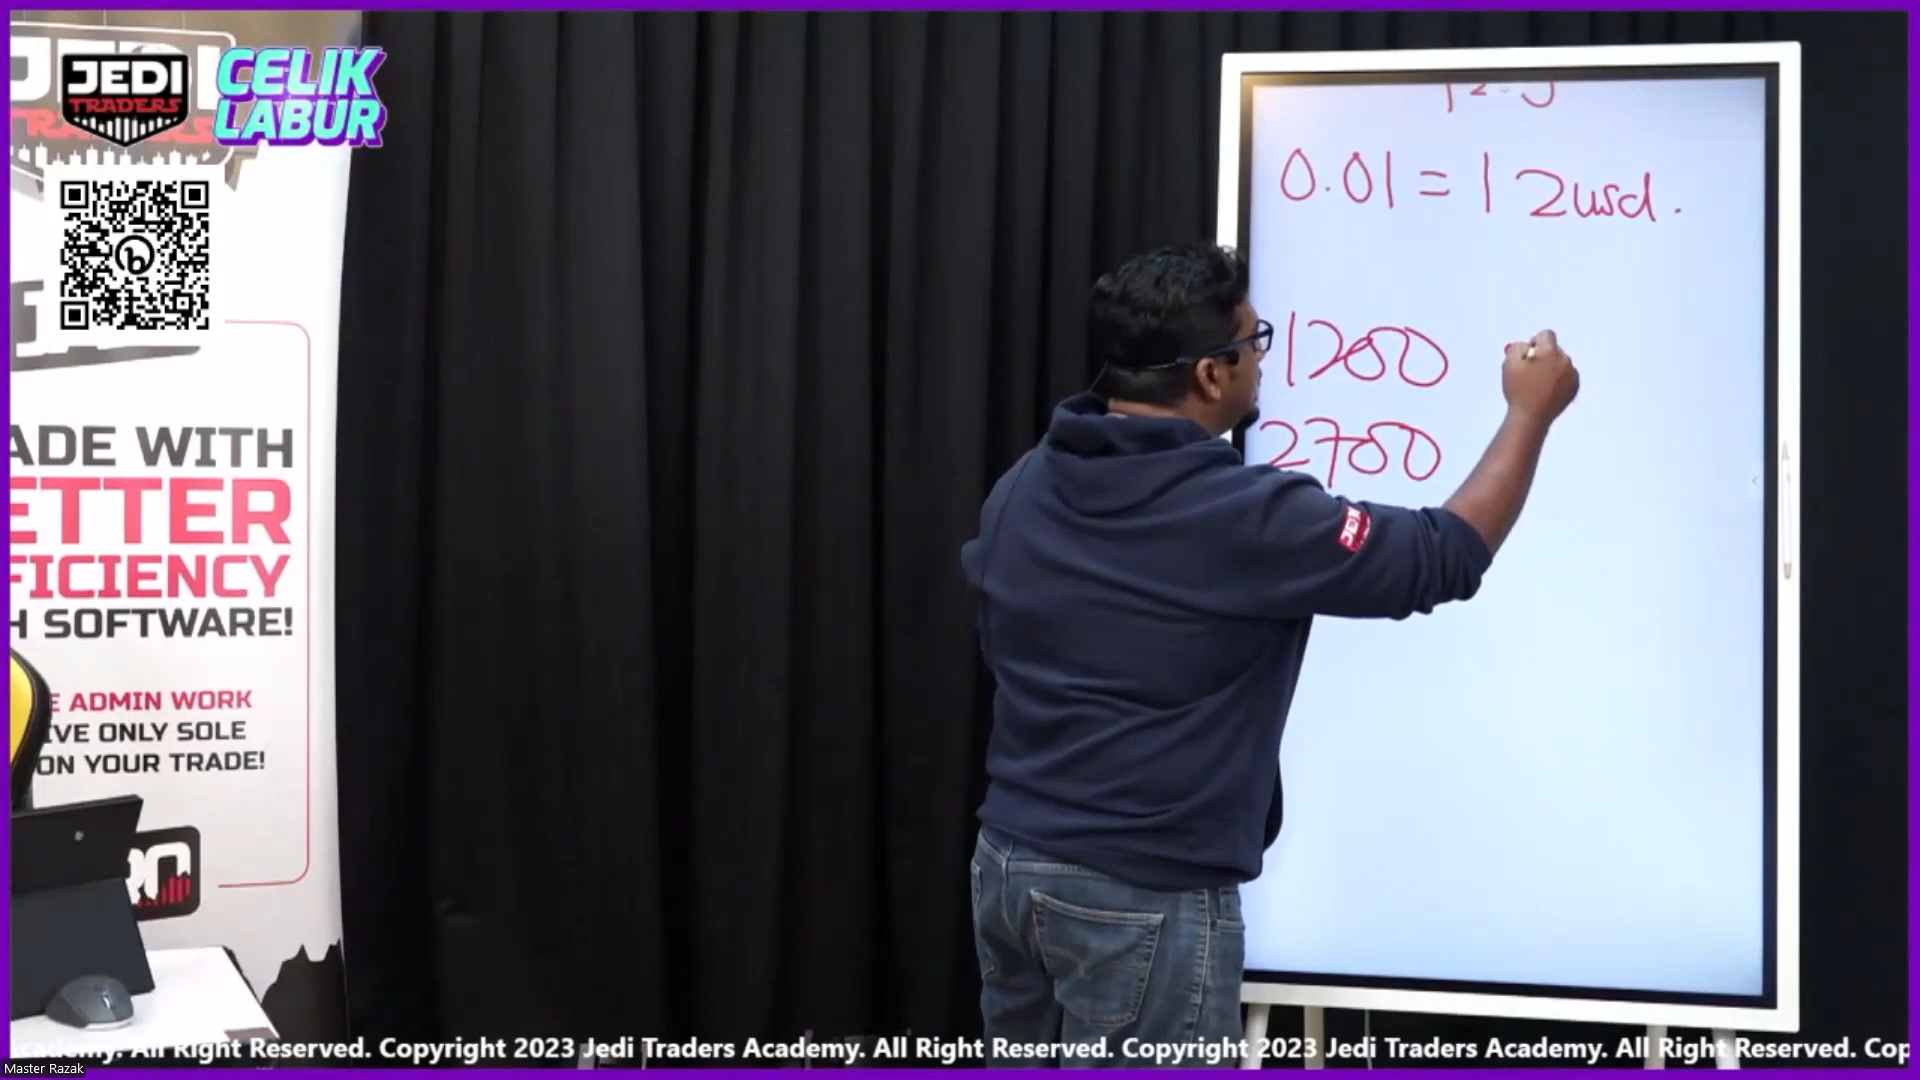 JEDI
TRADERS
CELIK
LABUR
ADE WITH
ETTER
FICIENCY
H SOFTWARE!
E ADMIN WORK
IVE ONLY SOLE
ON YOUR TRADE!
0.01 = 12usd.
1200
2700
JEDI
Academy. All Right Reserved. Copyright 2023 Jedi Traders Academy. All Right Reserved. Copyright 2023 Jedi Traders Academy. All Right Reserved. Cop
Master Razak